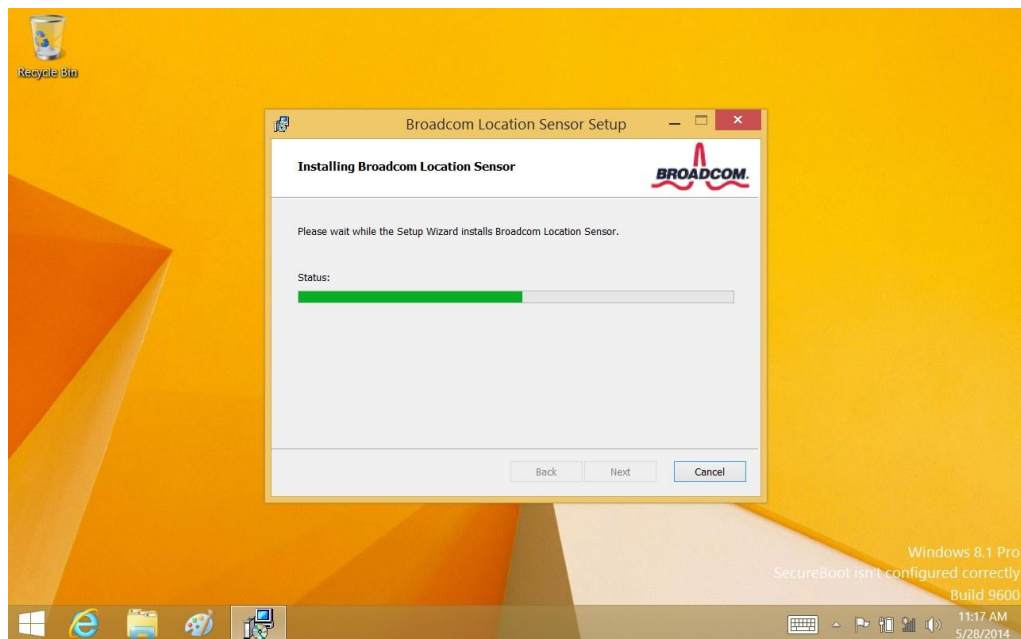 Recycle Bin
Broadcom Location Sensor Setup
Installing Broadcom Location Sensor
BROADCOM.
Please wait while the Setup Wizard installs Broadcom Location Sensor.
Status:
Back
Next
Cancel
Windows 8.1 Pro
SecureBoot isn't configured correctly
Build 9600
11:17 AM
5/28/2014